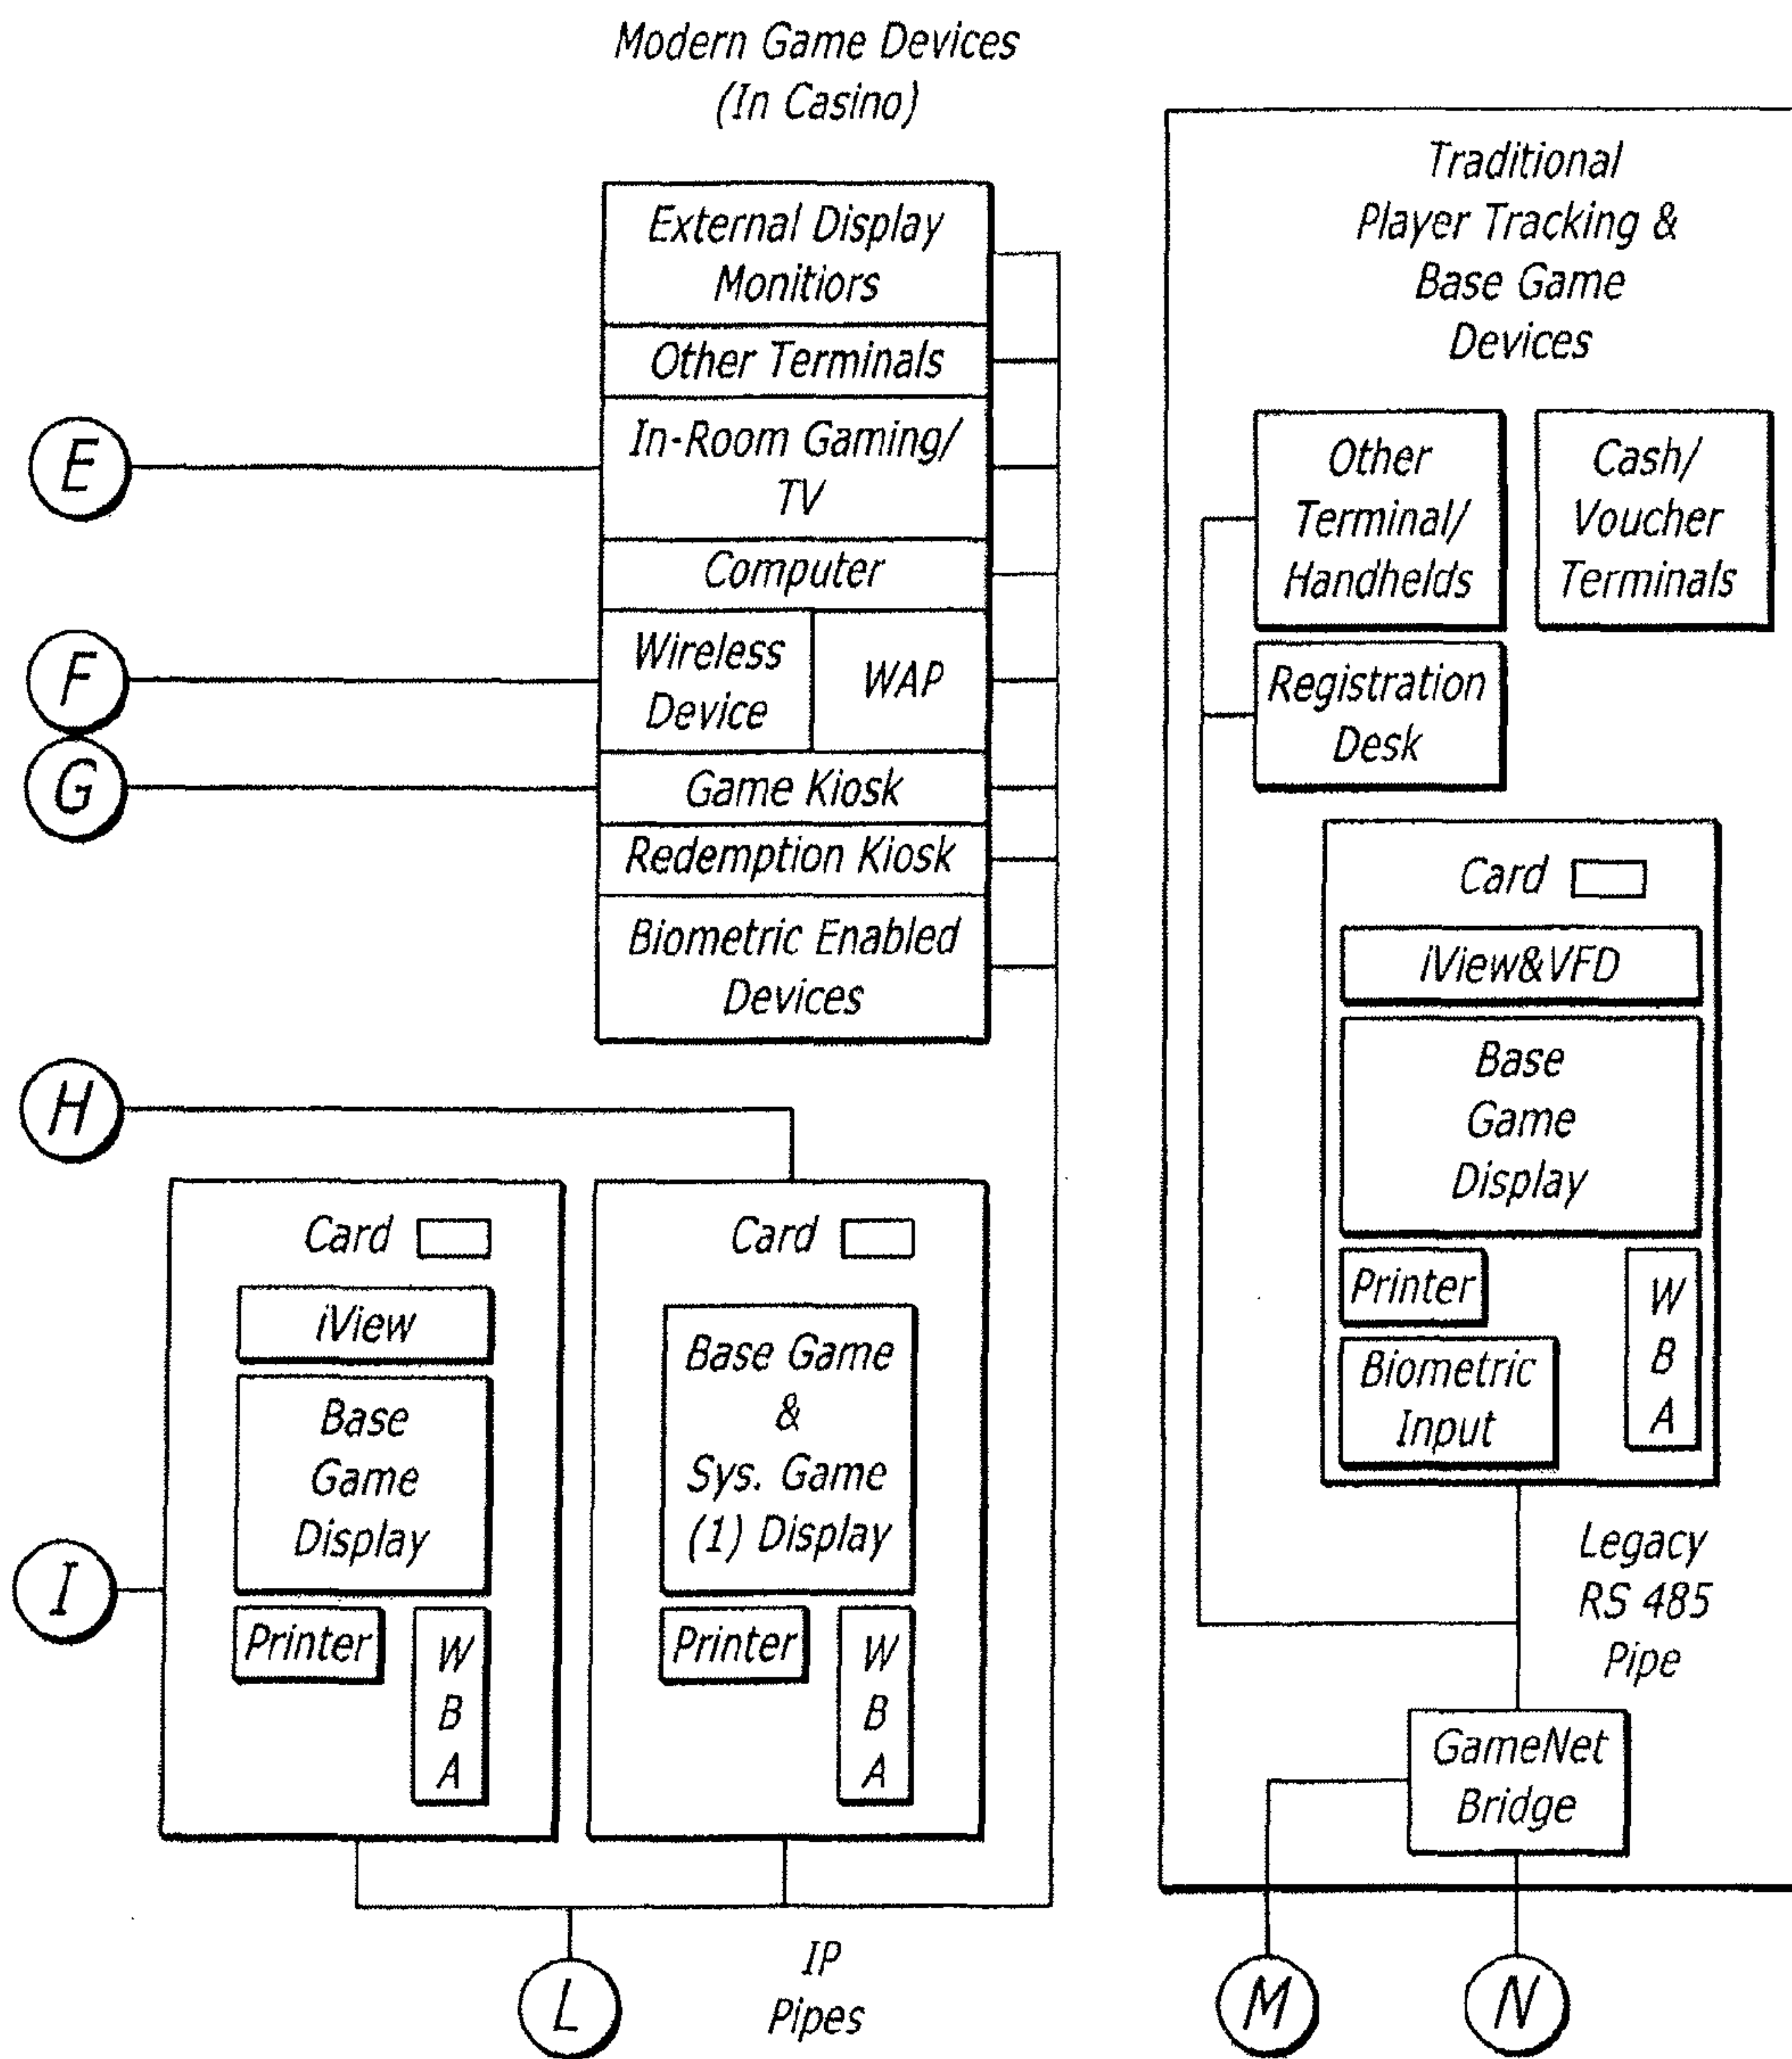 Modern Game Devices
(In Casino)
External Display
Monitiors
Other Terminals
In-Room Gaming/
TV
Computer
Wireless
Device
WAP
Game Kiosk
Redemption Kiosk
Biometric Enabled
Devices
E
F
G
H
I
Card
iView
Base
Game
Display
Printer
W
B
A
Card
Base Game
&
Sys. Game
(1) Display
Printer
W
B
A
L
IP
Pipes
Traditional
Player Tracking &
Base Game
Devices
Other
Terminal/
Handhelds
Cash/
Voucher
Terminals
Registration
Desk
Card
iView&VFD
Base
Game
Display
Printer
Biometric
Input
W
B
A
Legacy
RS 485
Pipe
GameNet
Bridge
M
N